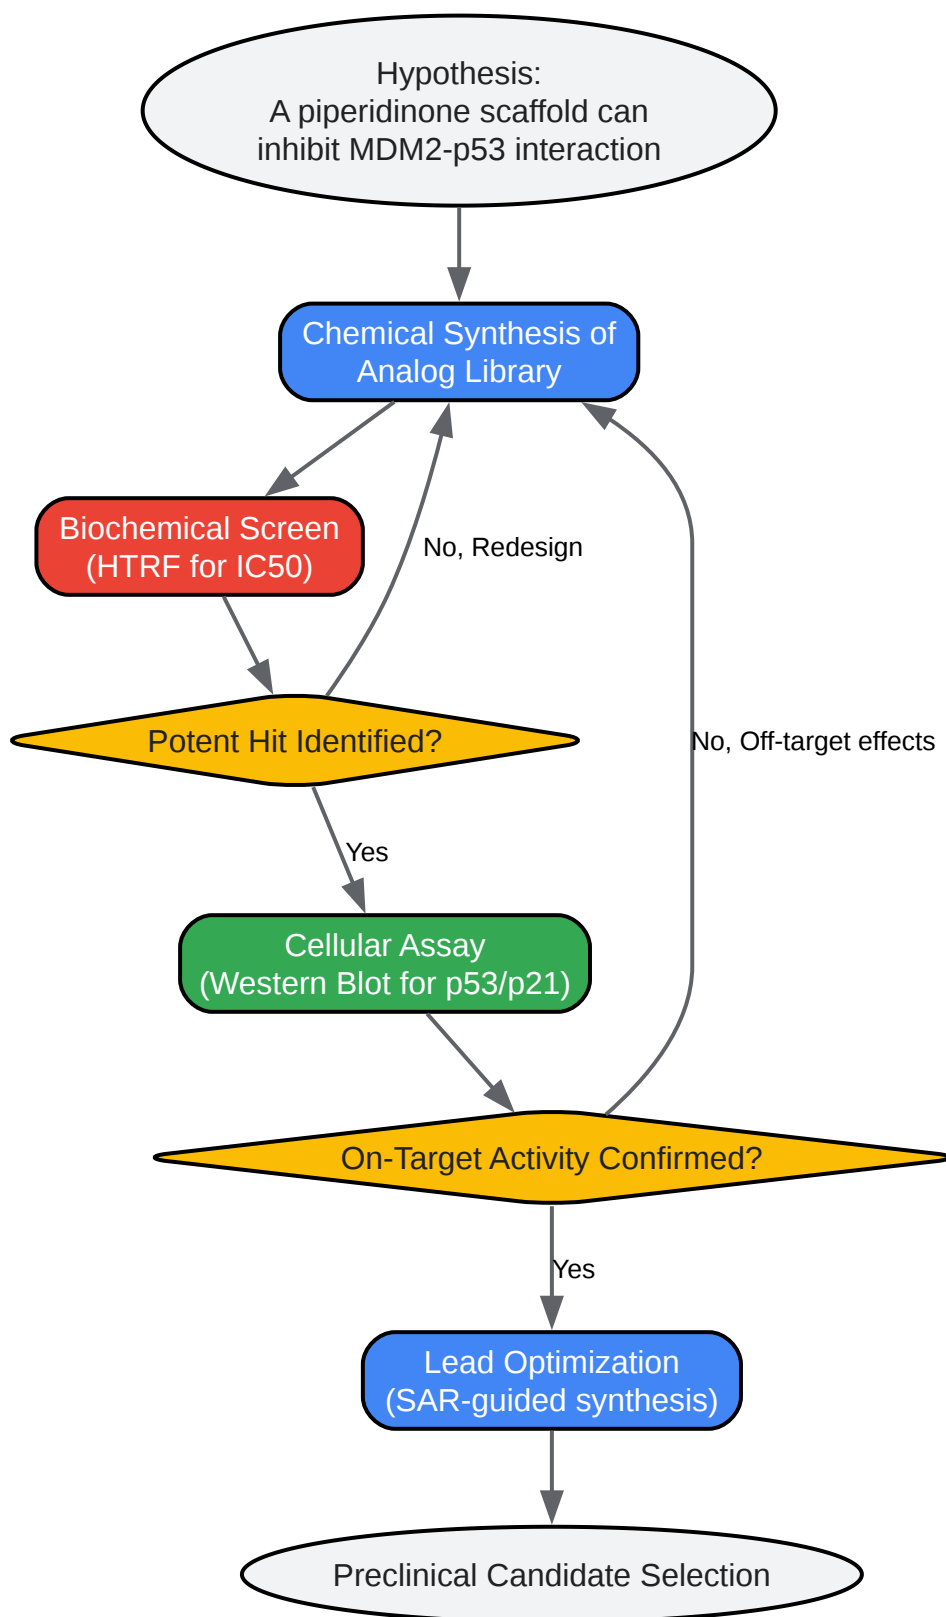 Hypothesis:
A piperidinone scaffold can
inhibit MDM2-p53 interaction
Chemical Synthesis of
Analog Library
Biochemical Screen
(HTRF for IC50)
No, Redesign
Potent Hit Identified?
No, Off-target effects
Yes
Cellular Assay
(Western Blot for p53/p21)
On-Target Activity Confirmed?
Yes
Lead Optimization
(SAR-guided synthesis)
Preclinical Candidate Selection